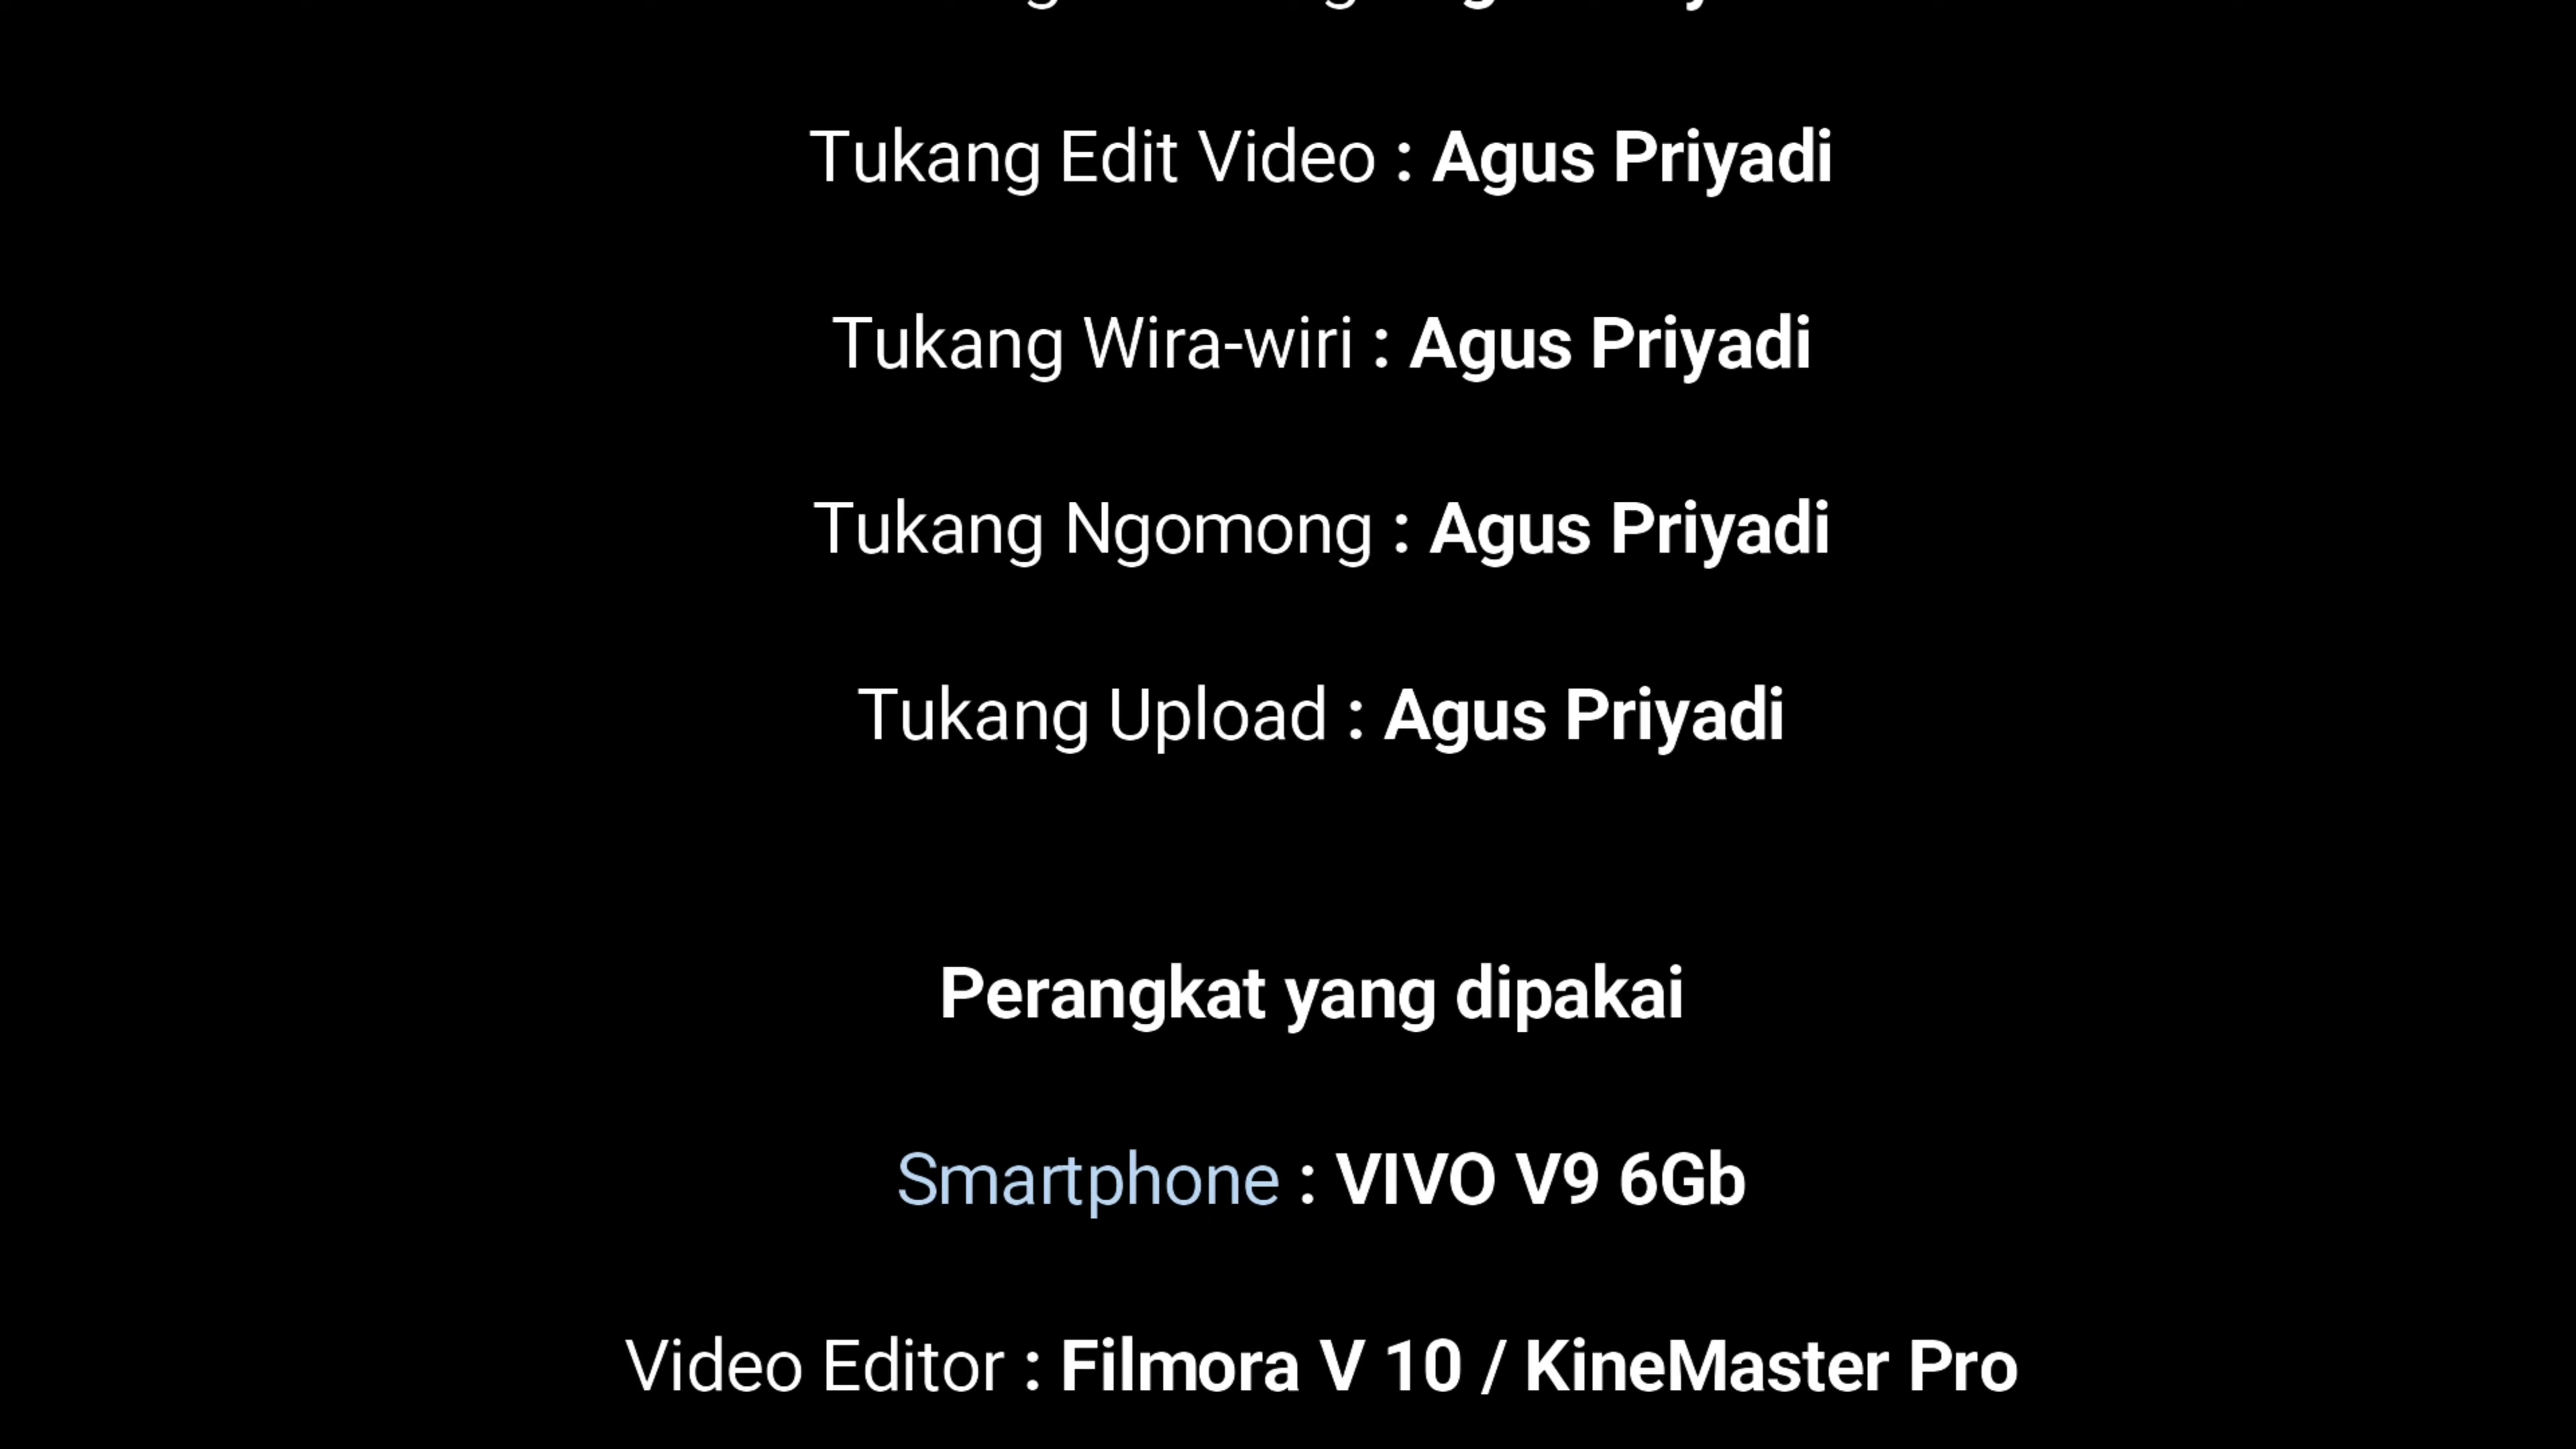 Tukang Edit Video : Agus Priyadi
Tukang Wira-wiri : Agus Priyadi
Tukang Ngomong : Agus Priyadi
Tukang Upload : Agus Priyadi
Perangkat yang dipakai
Smartphone : VIVO V9 6Gb
Video Editor : Filmora V 10 / KineMaster Pro